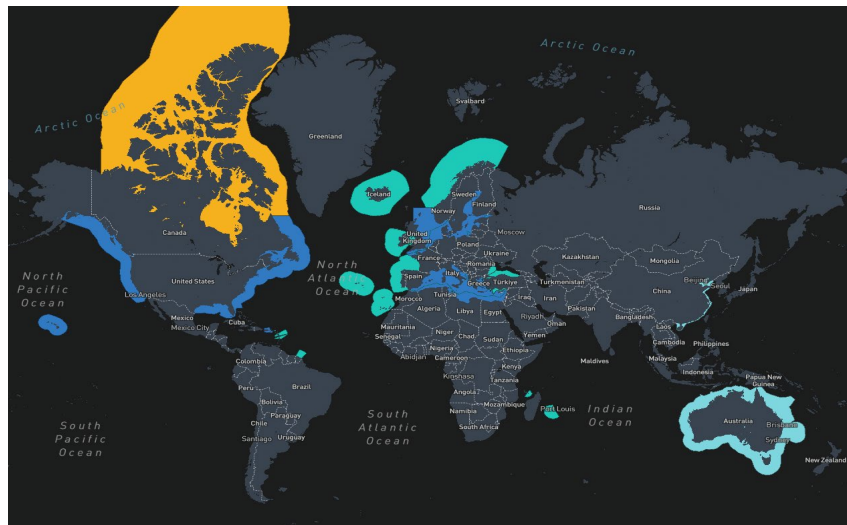 Arctic Ocean
Svalbard
Greenland
Arctic Ocean
Iceland
Sweden
Finland
Norway
Russia
Canada
United
Kingdom
Moscow
Poland
Ukraine
France
Romania
Kazakhstan
Mongolia
North
Pacific
Ocean
United States
Los Angeles
North
Atlantic
Ocean
Spain
Italy
Greece
Türkiye
Turkmenistan
Beijing
Seoul
Japan
China
Morocco
Tunisia
Iraq
Iran
Pakistan
Algeria
Libya
Egypt
Riyadh
Oman
Bangladesh
Laos
Mexico
Mexico City
Cuba
Mauritania
Senegal
Niger
Chad
Sudan
Yemen
Cambodia
Philippines
Abidjan
Nigeria
Cameroon
Ethiopia
Kenya
Maldives
Malaysia
Colombia
Kinshasa
Tanzania
Indonesia
Papua New
Guinea
Peru
Brazil
Angola
Bolivia
Mozambique
Port Louis
Namibia
Paraguay
South
Pacific
Ocean
Chile
Santiago
Uruguay
South
Atlantic
Ocean
South Africa
Indian
Ocean
Australia
Brisbane
Sydney
New Zealand